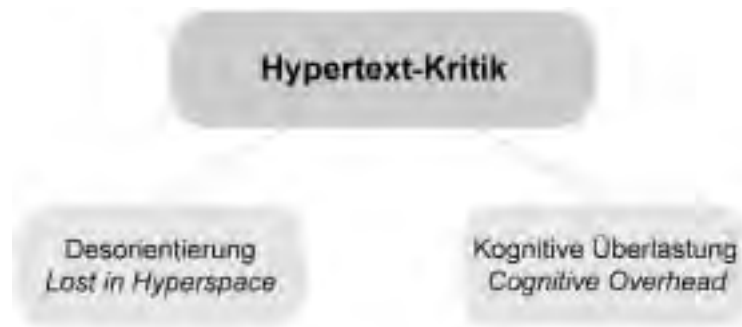 Hypertext-Kritik
Desorientierung
Lost in Hyperspace
Kognitive Überlastung
Cognitive Overhead